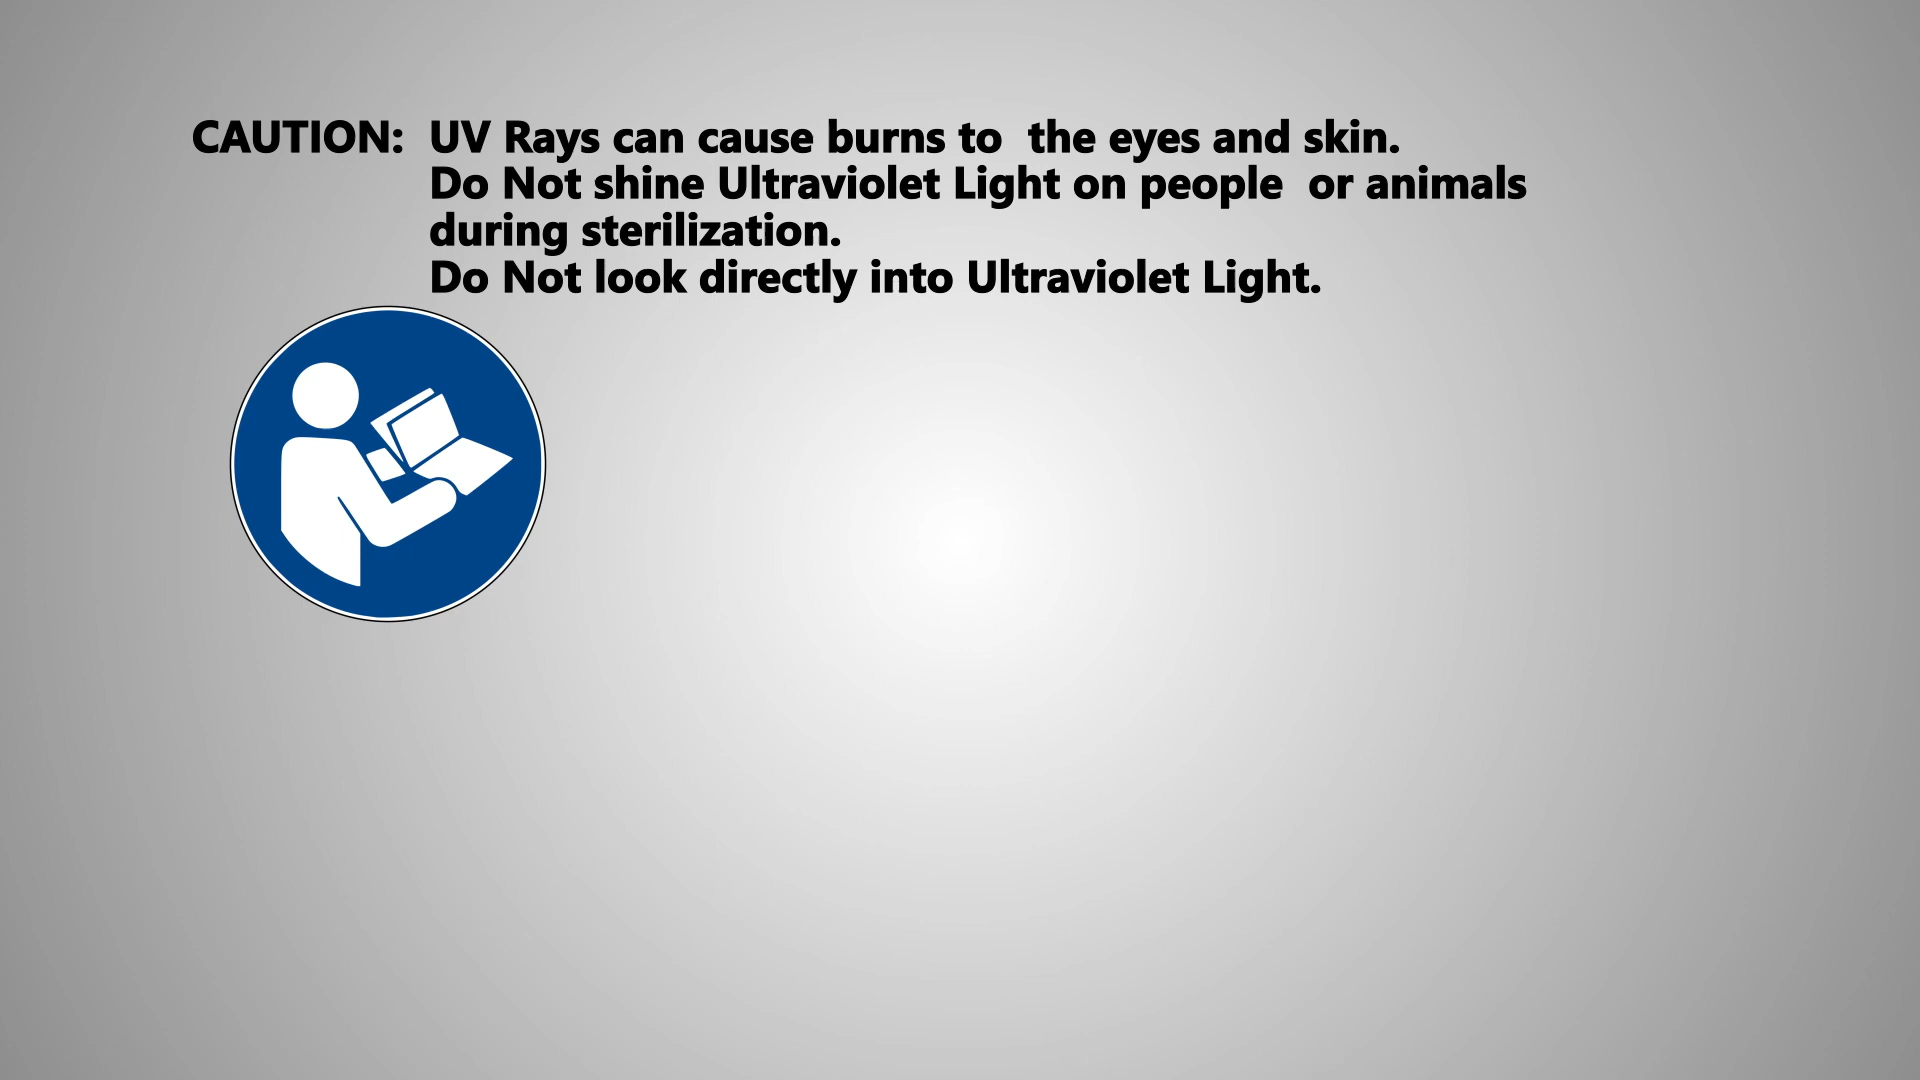 CAUTION: UV Rays can cause burns to the eyes and skin.
Do Not shine Ultraviolet Light on people or animals
during sterilization.
Do Not look directly into Ultraviolet Light.